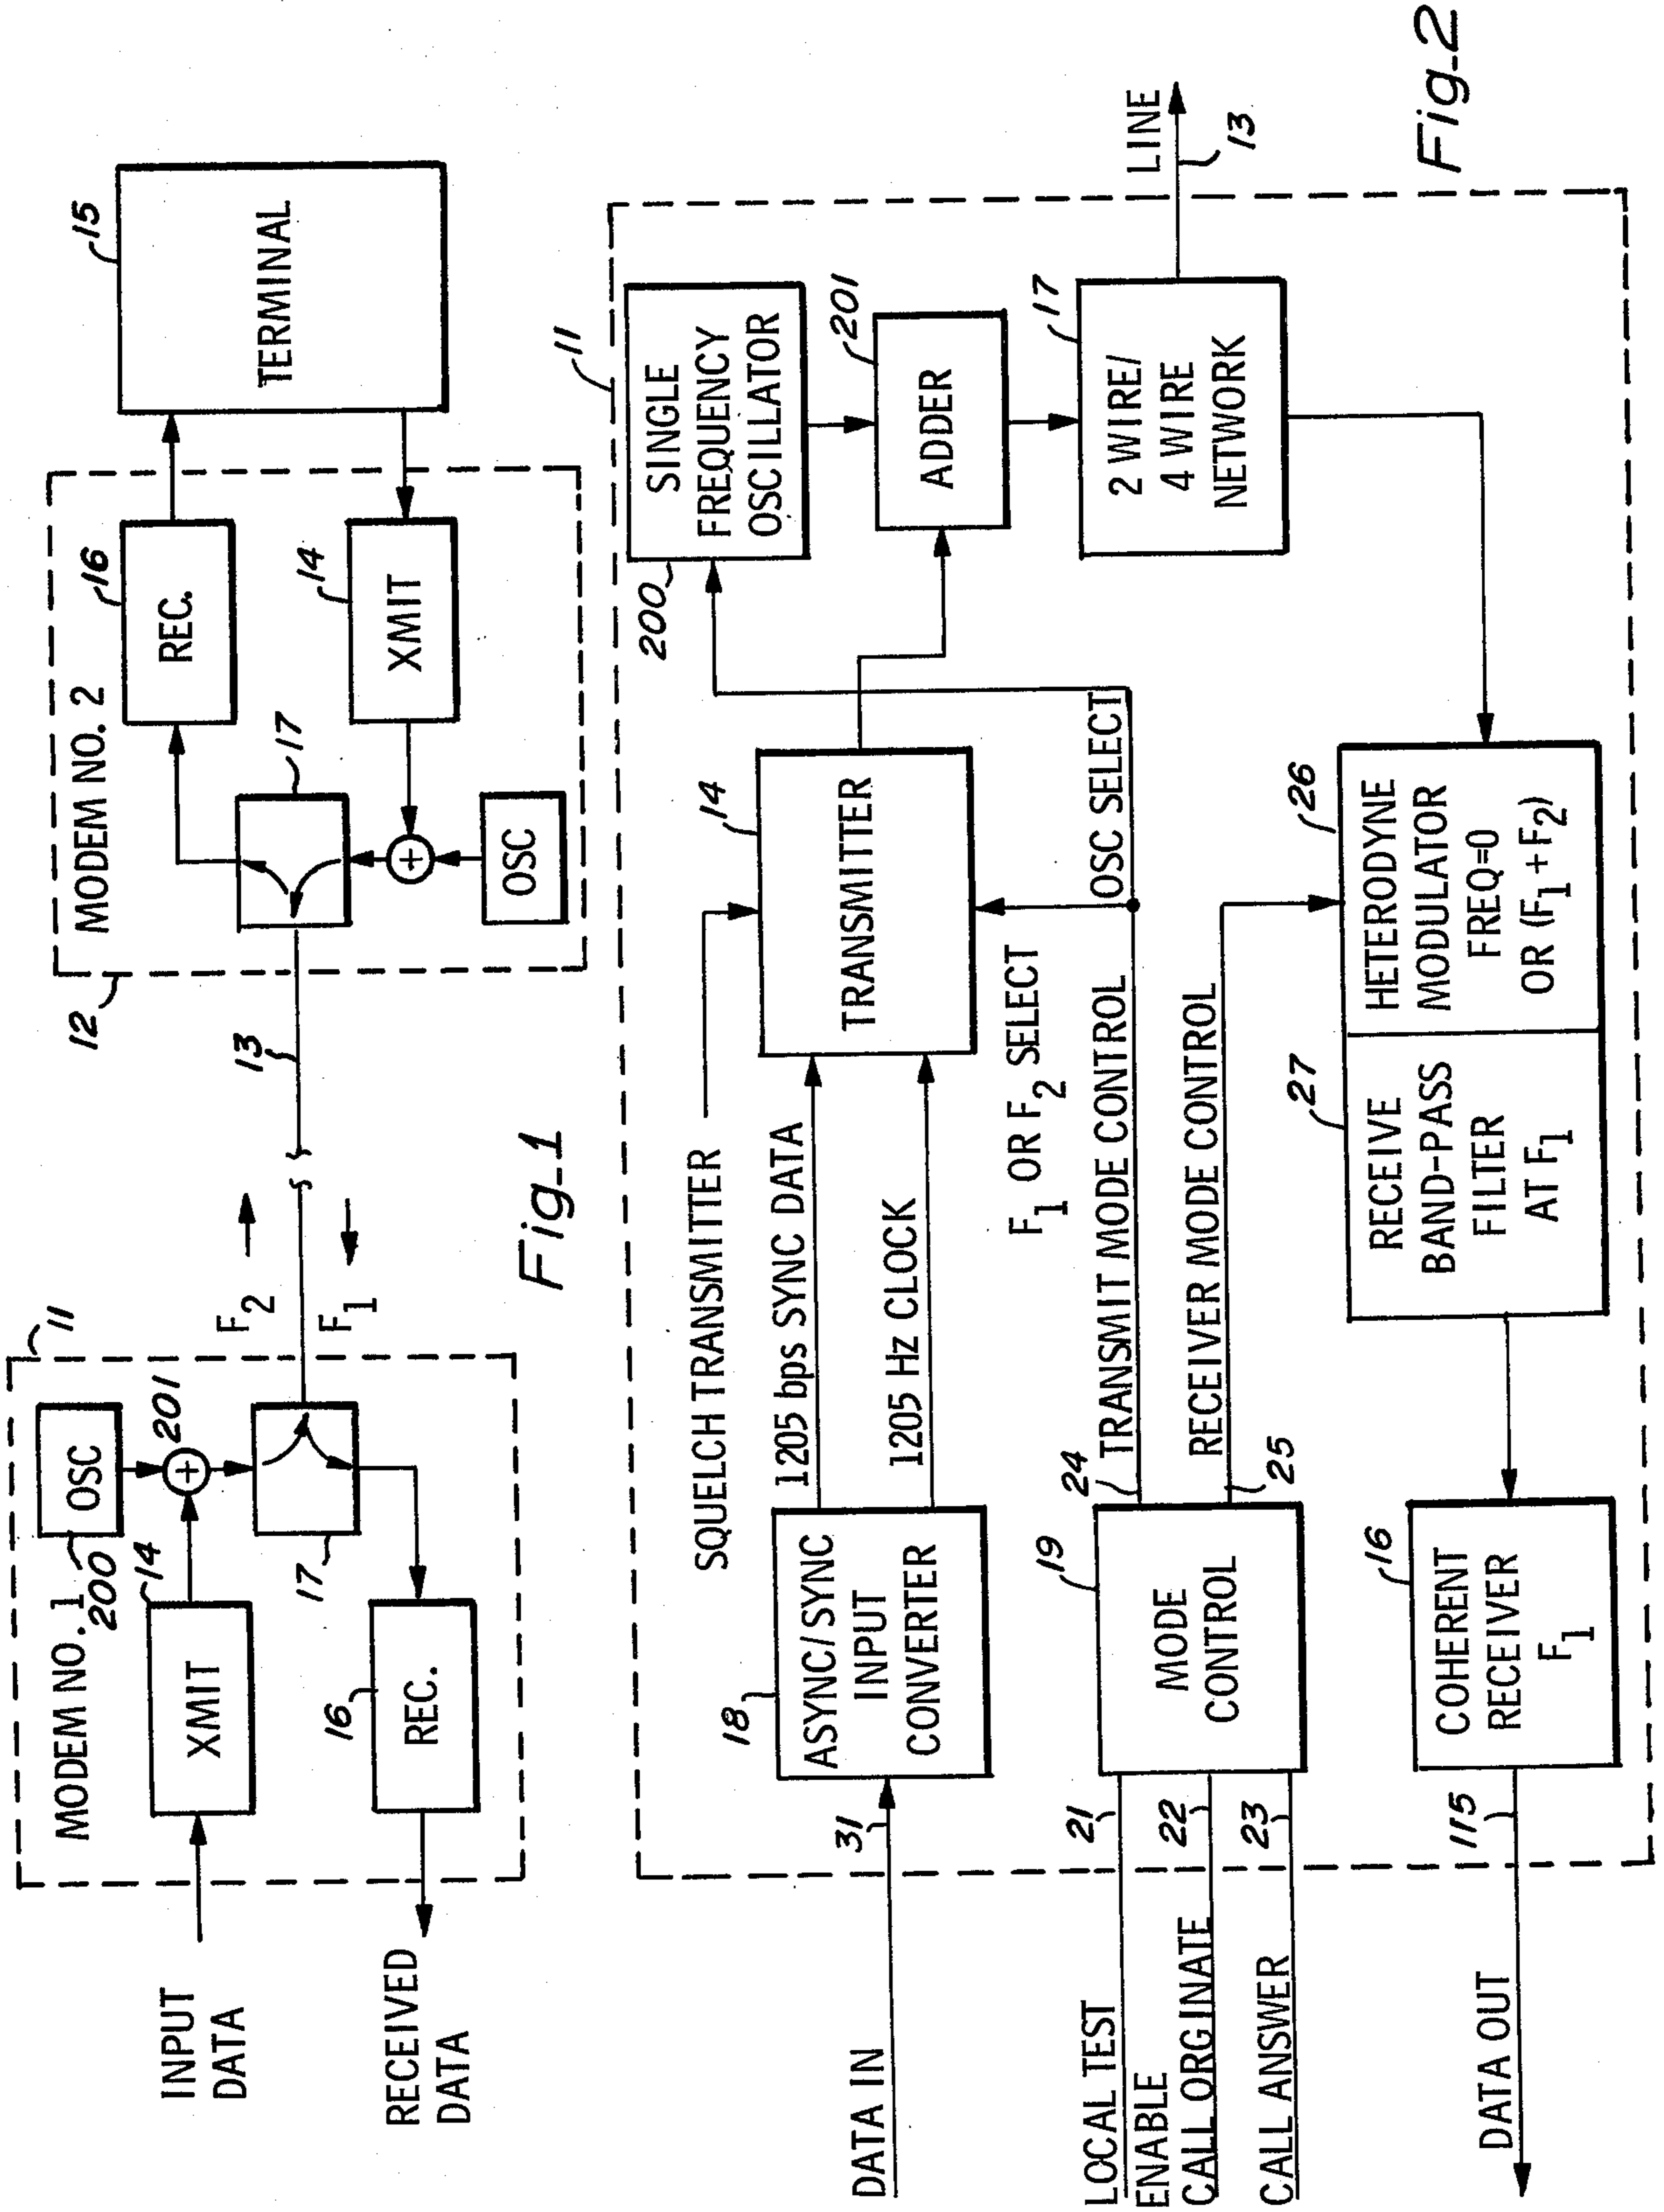 MODEM NO. 1
11
OSC
200
201
14
XMIT
INPUT
DATA
17
16
REC.
RECEIVED
DATA
F2
F1
13
12
MODEM NO. 2
16
REC.
17
14
XMIT
OSC
15
TERMINAL
Fig_1
11
SQUELCH TRANSMITTER
200
SINGLE
FREQUENCY
OSCILLATOR
DATA IN
31
18
ASYNC/SYNC
INPUT
CONVERTER
1205 bps SYNC DATA
1205 Hz CLOCK
14
TRANSMITTER
201
ADDER
F1 OR F2 SELECT
OSC SELECT
17
2 WIRE/
4 WIRE
NETWORK
LINE
13
LOCAL TEST
ENABLE
21
CALL ORGINATE
22
CALL ANSWER
23
19
MODE
CONTROL
24
TRANSMIT MODE CONTROL
RECEIVER MODE CONTROL
25
DATA OUT
115
16
COHERENT
RECEIVER
F1
27
RECEIVE
BAND-PASS
FILTER
AT F1
26
HETERODYNE
MODULATOR
FREQ=0
OR (F1 + F2)
Fig_2